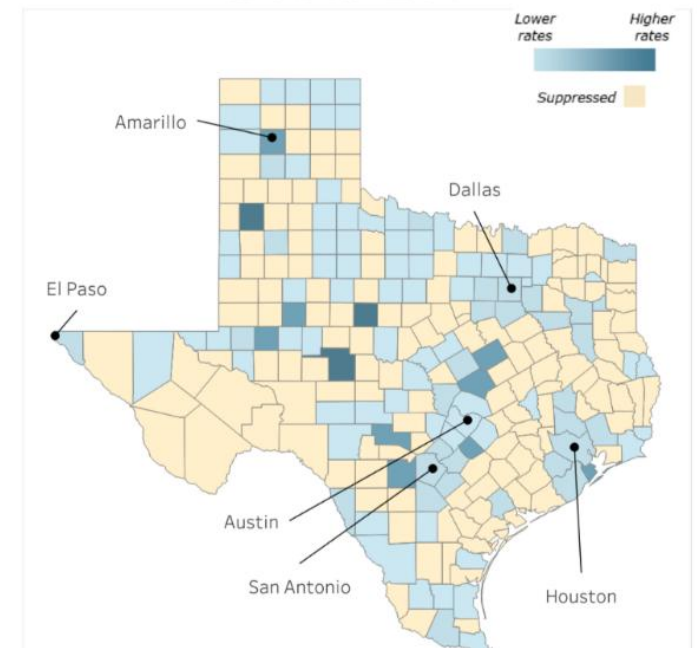 Lower
rates
Higher
rates
Suppressed
Amarillo
Dallas
El Paso
Austin
San Antonio
Houston